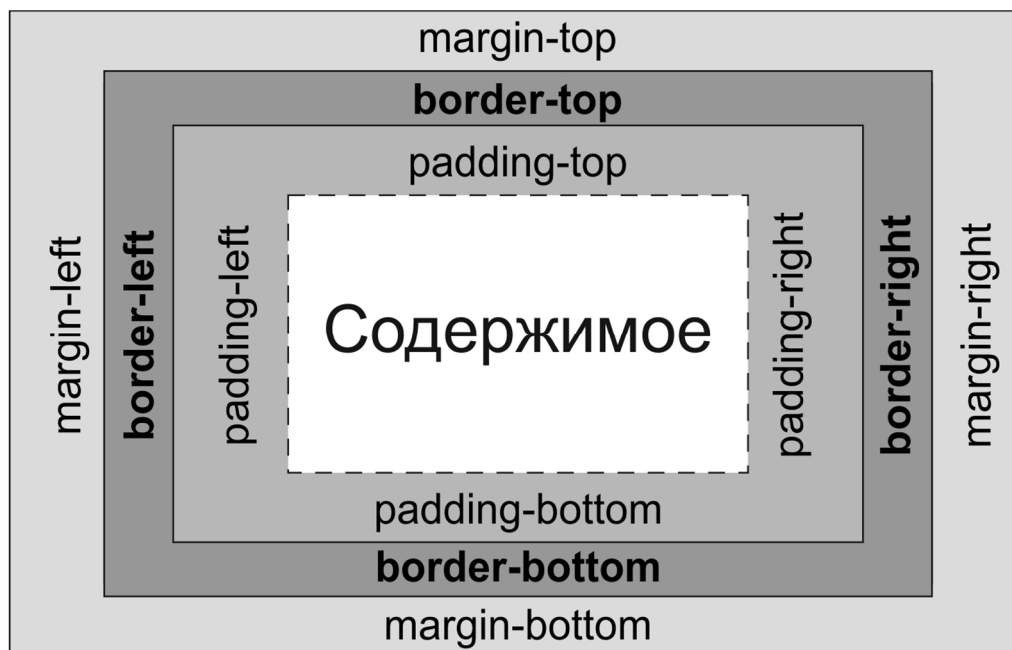 margin-top
border-top
padding-top
margin-left
border-left
padding-left
Содержимое
padding-right
border-right
margin-right
padding-bottom
border-bottom
margin-bottom